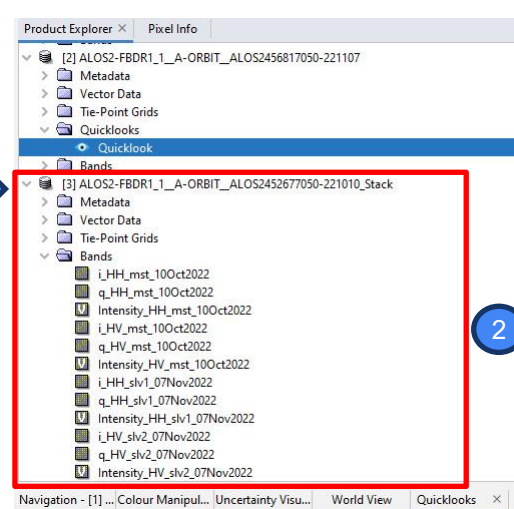 Product Explorer × Pixel Info
[2] ALOS2-FBDR1_1__A-ORBIT__ALOS2456817050-221107
Metadata
Vector Data
Tie-Point Grids
Quicklooks
Quicklook
Bands
[3] ALOS2-FBDR1_1__A-ORBIT__ALOS2452677050-221010_Stack
Metadata
Vector Data
Tie-Point Grids
Bands
i_HH_mst_10Oct2022
q_HH_mst_10Oct2022
Intensity_HH_mst_10Oct2022
i_HV_mst_10Oct2022
q_HV_mst_10Oct2022
Intensity_HV_mst_10Oct2022
i_HH_slv1_07Nov2022
q_HH_slv1_07Nov2022
Intensity_HH_slv1_07Nov2022
i_HV_slv2_07Nov2022
q_HV_slv2_07Nov2022
Intensity_HV_slv2_07Nov2022
2
Navigation - [1] ... Colour Manipul... Uncertainty Visu... World View Quicklooks ×